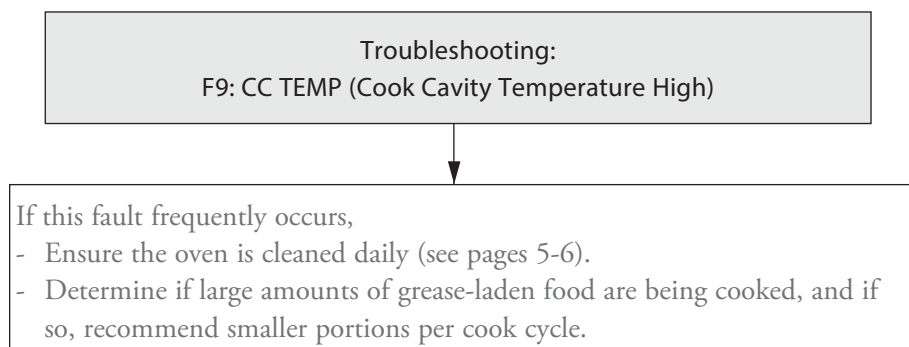 Troubleshooting:
F9: CC TEMP (Cook Cavity Temperature High)
If this fault frequently occurs,
- Ensure the oven is cleaned daily (see pages 5-6).
- Determine if large amounts of grease-laden food are being cooked, and if
so, recommend smaller portions per cook cycle.